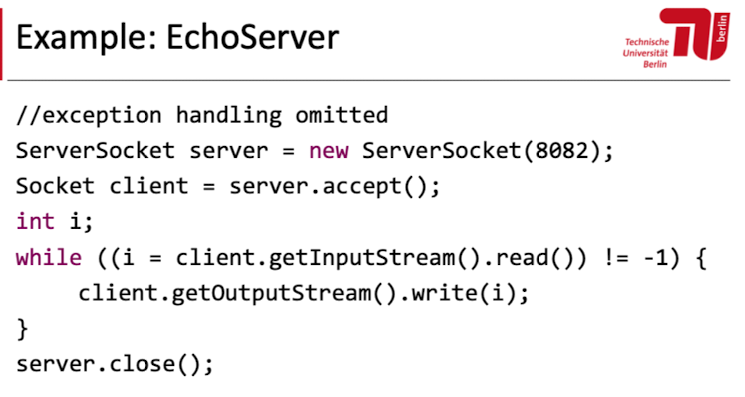 Example: EchoServer
Technische
Universität
Berlin
berlin
//exception handling omitted
ServerSocket server = new ServerSocket(8082);
Socket client = server.accept();
int i;
while ((i = client.getInputStream().read()) != -1) {
client.getOutputStream().write(i);
}
server.close();